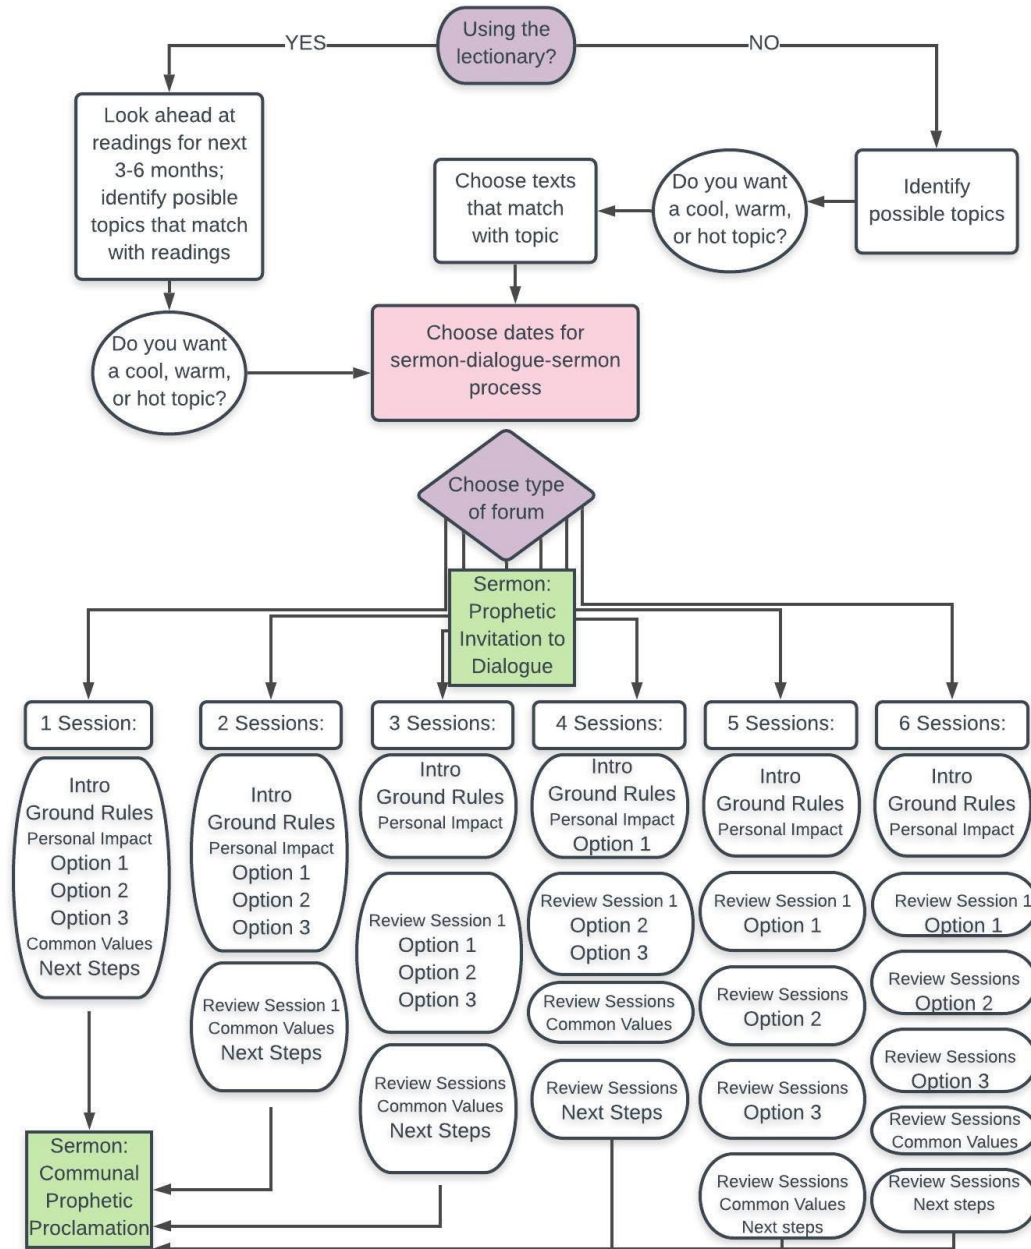 Using the
lectionary?
YES
NO
Look ahead at
readings for next
3-6 months;
identify posible
topics that match
with readings
Choose texts
that match
with topic
Do you want
a cool, warm,
or hot topic?
Identify
possible topics
Do you want
a cool, warm,
or hot topic?
Choose dates for
sermon-dialogue-sermon
process
Choose type
of forum
Sermon:
Prophetic
Invitation to
Dialogue
1 Session:
Intro
Ground Rules
Personal Impact
Option 1
Option 2
Option 3
Common Values
Next Steps
2 Sessions:
Intro
Ground Rules
Personal Impact
Option 1
Option 2
Option 3
Review Session 1
Common Values
Next Steps
3 Sessions:
Intro
Ground Rules
Personal Impact
Review Session 1
Option 1
Option 2
Option 3
Review Sessions
Common Values
Next Steps
4 Sessions:
Intro
Ground Rules
Personal Impact
Option 1
Review Session 1
Option 2
Option 3
Review Sessions
Common Values
Review Sessions
Next Steps
5 Sessions:
Intro
Ground Rules
Personal Impact
Review Session 1
Option 1
Review Sessions
Option 2
Review Sessions
Option 3
Review Sessions
Common Values
Next steps
6 Sessions:
Intro
Ground Rules
Personal Impact
Review Session 1
Option 1
Review Sessions
Option 2
Review Sessions
Option 3
Review Sessions
Common Values
Review Sessions
Next steps
Sermon:
Communal
Prophetic
Proclamation